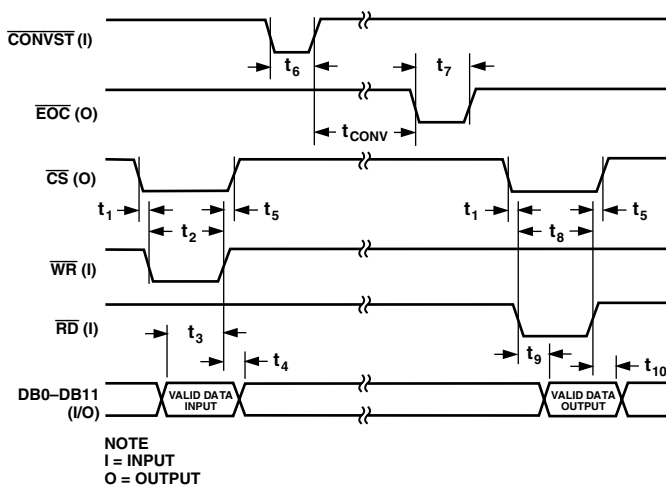 CONVST (I)
t6
t7
EOC (O)
tCONV
CS (O)
t1
t5
t1
t5
t2
t8
WR (I)
RD (I)
t3
t4
t9
t10
DB0–DB11
(I/O)
VALID DATA
INPUT
VALID DATA
OUTPUT
NOTE
I = INPUT
O = OUTPUT